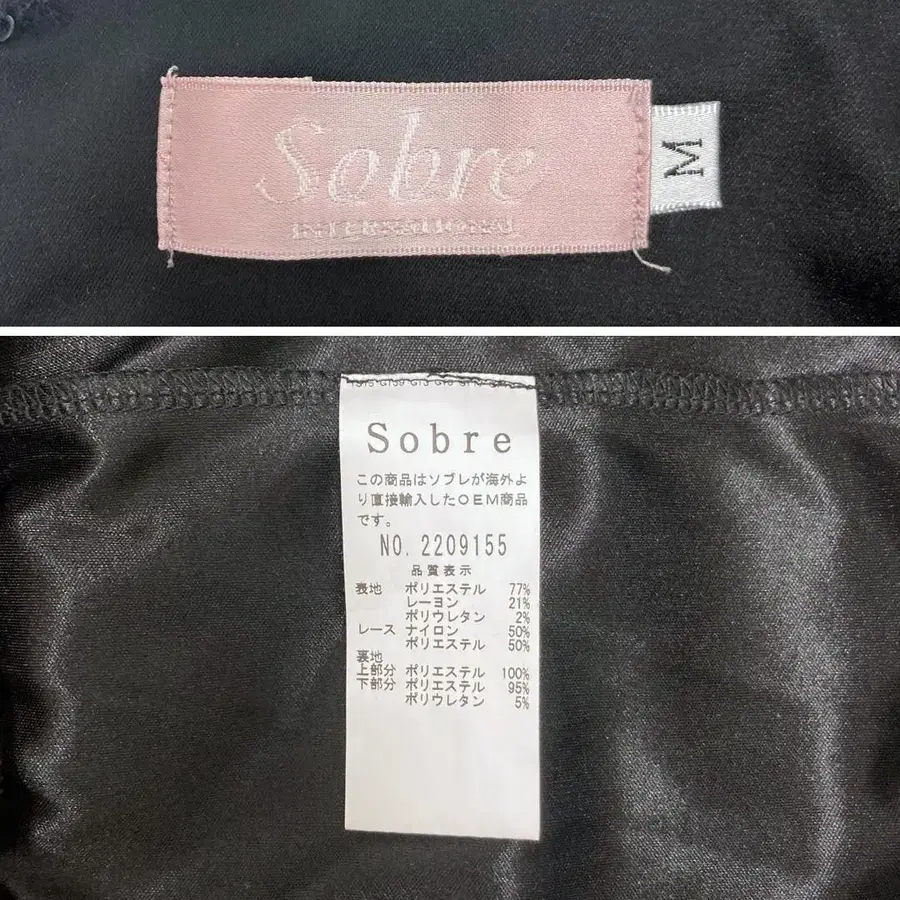 Sobre
INTERNATIONAL
M
Sobre
この商品はソブレが海外よ
り直接輸入したOEM商品
です。
NO. 2209155
品質表示
表地 ポリエステル 77%
レーヨン 21%
ポリウレタン 2%
レース ナイロン 50%
ポリエステル 50%
裏地
上部分 ポリエステル 100%
下部分 ポリエステル 95%
ポリウレタン 5%